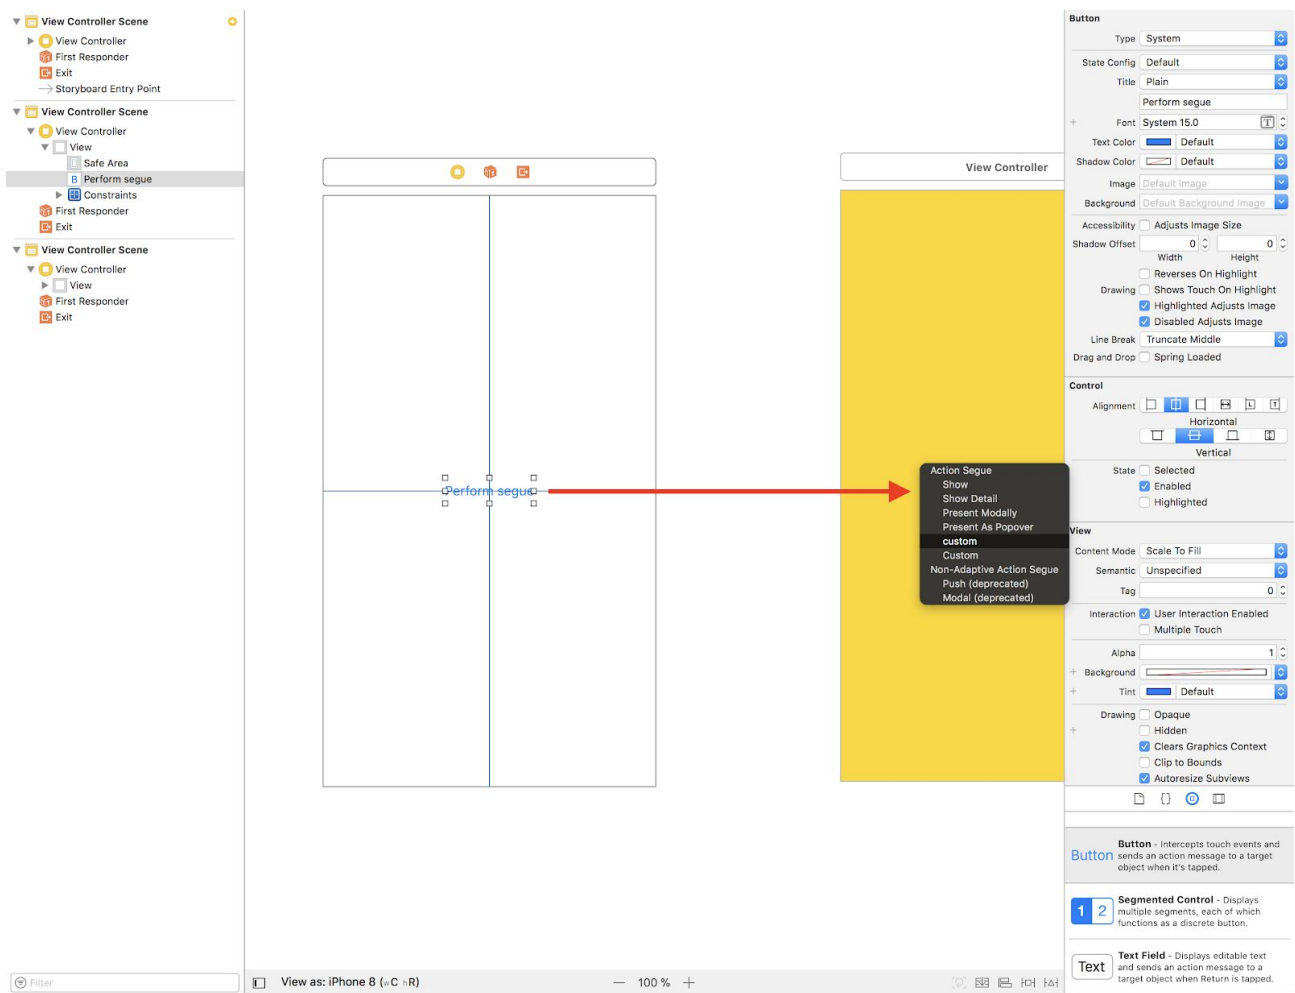 View Controller Scene
View Controller
First Responder
Exit
Storyboard Entry Point
View Controller Scene
View Controller
View
Safe Area
B Perform segue
Constraints
First Responder
Exit
View Controller Scene
View Controller
View
First Responder
Exit
Filter
Perform segue
View Controller
Action Segue
Show
Show Detail
Present Modally
Present As Popover
custom
Custom
Non-Adaptive Action Segue
Push (deprecated)
Modal (deprecated)
View as: iPhone 8 (wC hR)
— 100 % +
Button
Type System
State Config Default
Title Plain
Perform segue
+ Font System 15.0 T
Text Color Default
Shadow Color Default
Image Default Image
Background Default Background Image
Accessibility Adjusts Image Size
Shadow Offset 0 0
Width Height
Reverses On Highlight
Drawing Shows Touch On Highlight
Highlighted Adjusts Image
Disabled Adjusts Image
Line Break Truncate Middle
Drag and Drop Spring Loaded
Control
Alignment L T
Horizontal
Vertical
State Selected
Enabled
Highlighted
View
Content Mode Scale To Fill
Semantic Unspecified
Tag 0
Interaction User Interaction Enabled
Multiple Touch
Alpha 1
+ Background
+ Tint Default
Drawing Opaque
+ Hidden
Clears Graphics Context
Clip to Bounds
Autoresize Subviews
{}
Button
Button - Intercepts touch events and
sends an action message to a target
object when it's tapped.
1 2
Segmented Control - Displays
multiple segments, each of which
functions as a discrete button.
Text
Text Field - Displays editable text
and sends an action message to a
target object when Return is tapped.